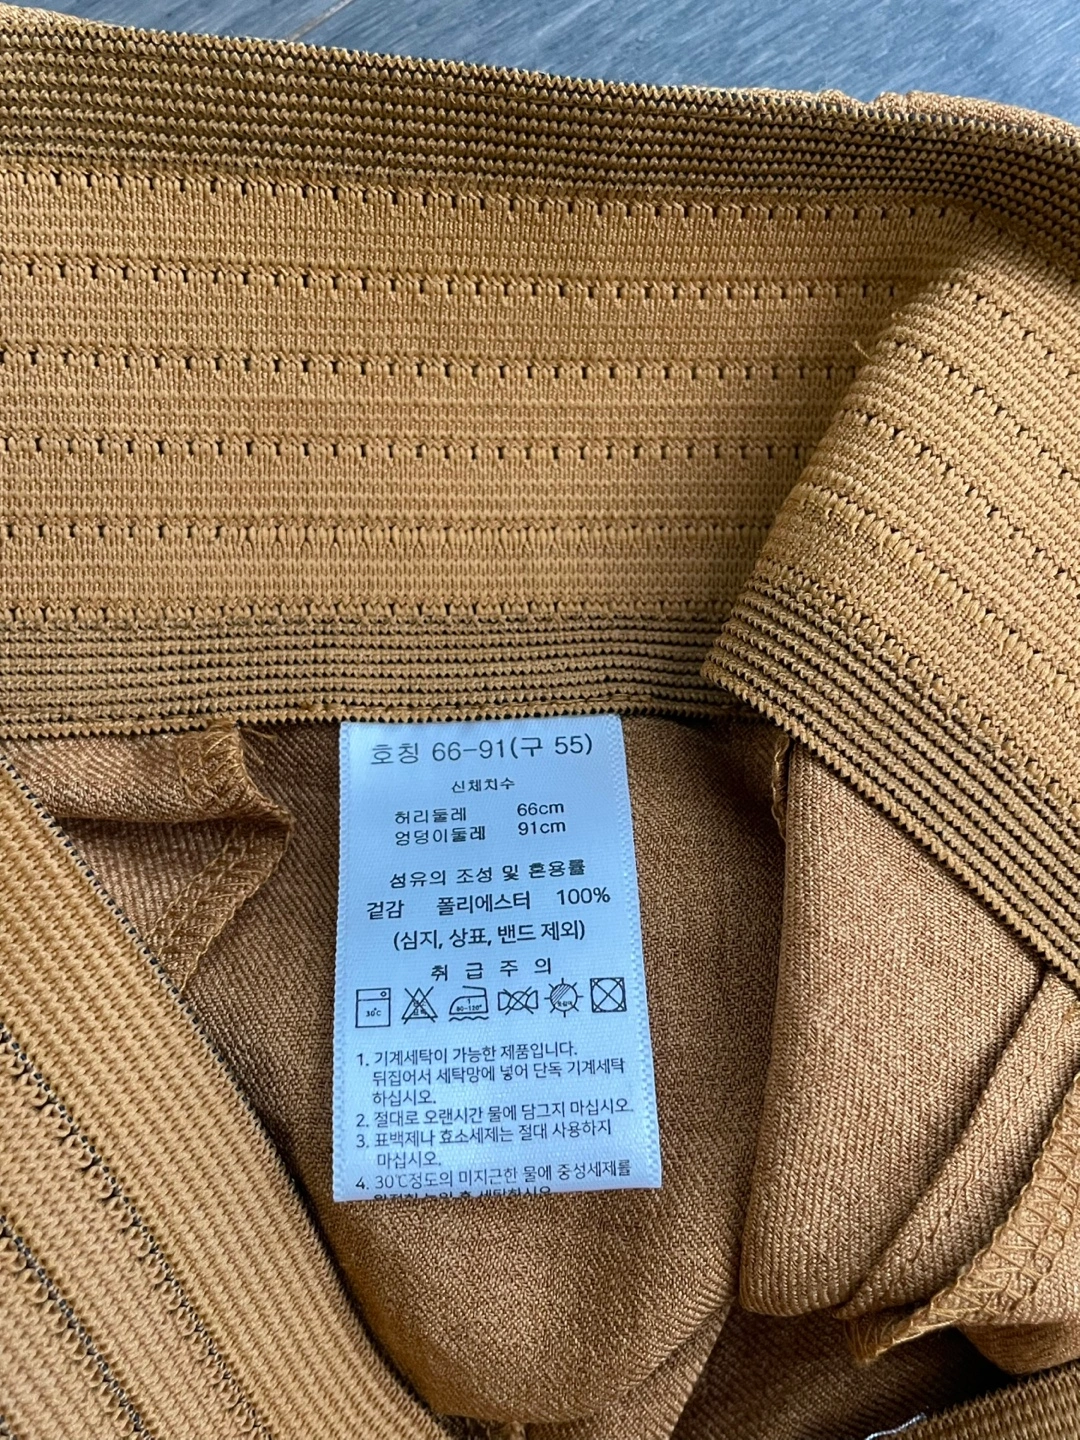 호칭 66-91(구 55)
신체치수
허리둘레 66cm
엉덩이둘레 91cm
섬유의 조성 및 혼용률
겉감 폴리에스터 100%
(심지, 상표, 밴드 제외)
취 급 주 의
30℃ 80-120°
1. 기계세탁이 가능한 제품입니다.
뒤집어서 세탁망에 넣어 단독 기계세탁
하십시오.
2. 절대로 오랜시간 물에 담그지 마십시오.
3. 표백제나 효소세제는 절대 사용하지
마십시오.
4. 30℃정도의 미지근한 물에 중성세제를